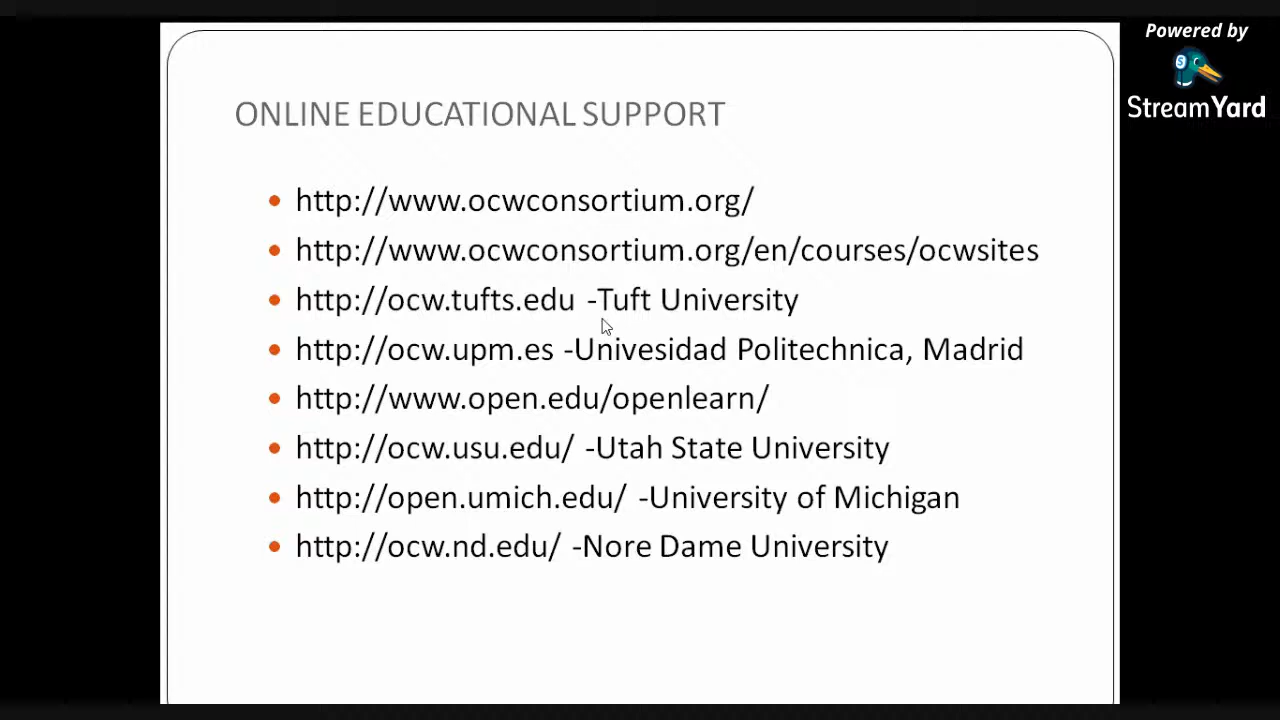 Powered by
StreamYard
ONLINE EDUCATIONAL SUPPORT
• http://www.ocwconsortium.org/
• http://www.ocwconsortium.org/en/courses/ocwsites
• http://ocw.tufts.edu -Tuft University
• http://ocw.upm.es -Univesidad Politechnica, Madrid
• http://www.open.edu/openlearn/
• http://ocw.usu.edu/ -Utah State University
• http://open.umich.edu/ -University of Michigan
• http://ocw.nd.edu/ -Nore Dame University